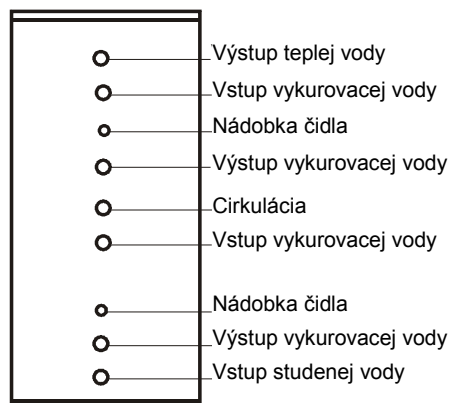 Výstup teplej vody
Vstup vykurovacej vody
Nádobka čidla
Výstup vykurovacej vody
Cirkulácia
Vstup vykurovacej vody
Nádobka čidla
Výstup vykurovacej vody
Vstup studenej vody